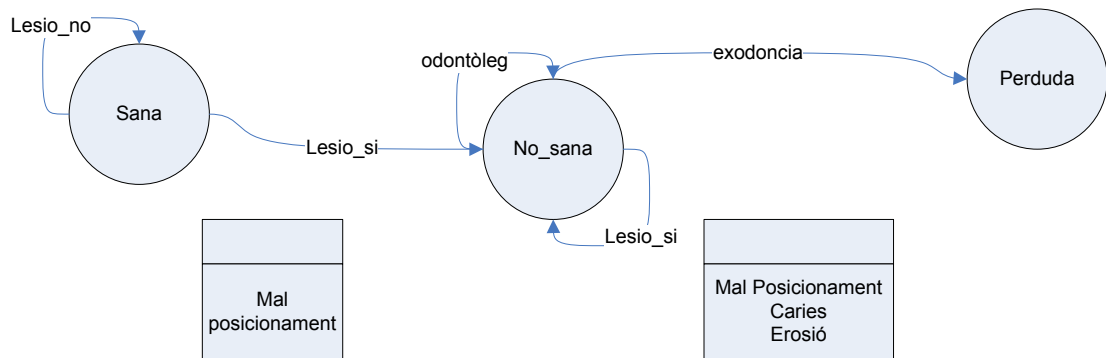 Lesio_no
Sana
Lesio_si
odontòleg
No_sana
Lesio_si
exodoncia
Perduda
Mal
posicionament
Mal Posicionament
Caries
Erosió